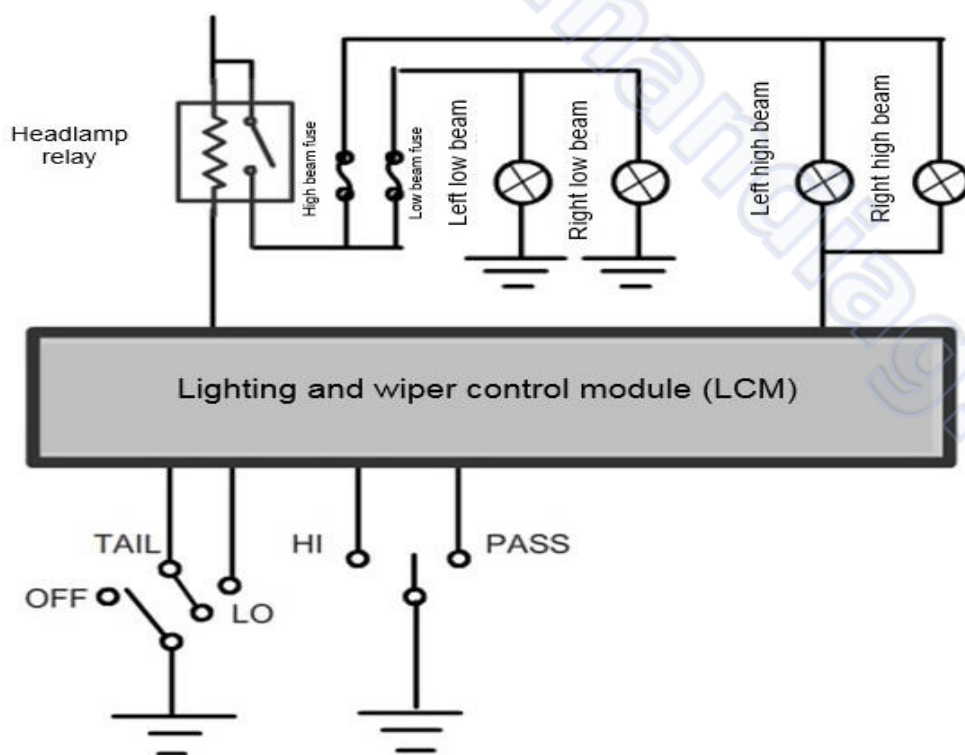 Headlamp
relay
High beam fuse
Low beam fuse
Left low beam
Right low beam
Left high beam
Right high beam
Lighting and wiper control module (LCM)
TAIL
HI
PASS
OFF
LO